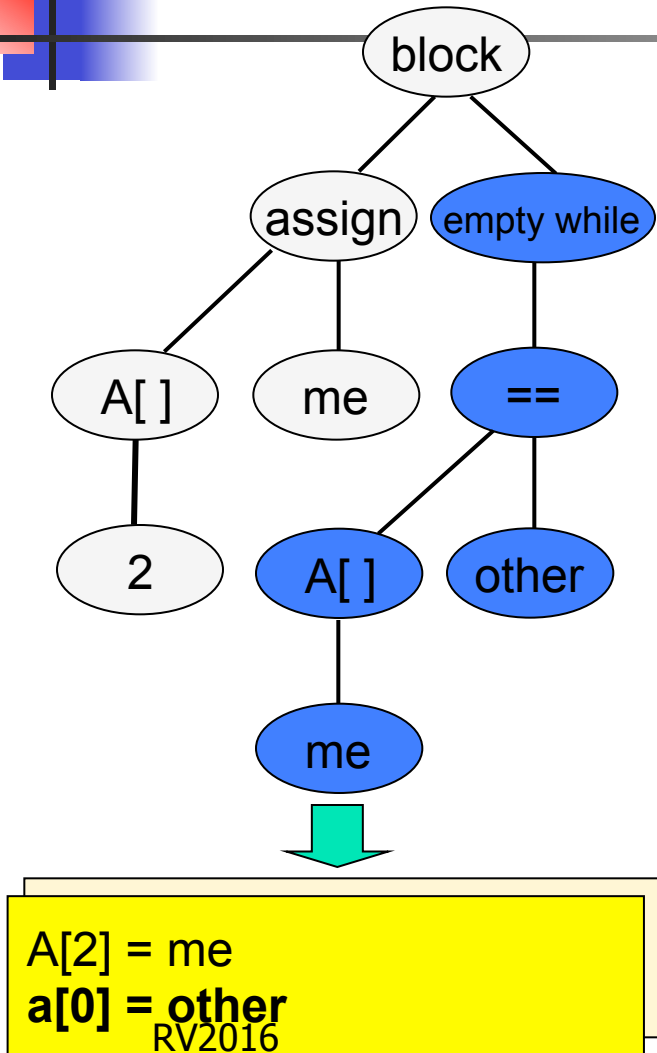 block
assign empty while
A[ ] me ==
2 A[ ] other
me
A[2] = me
a[0] = other
RV2016